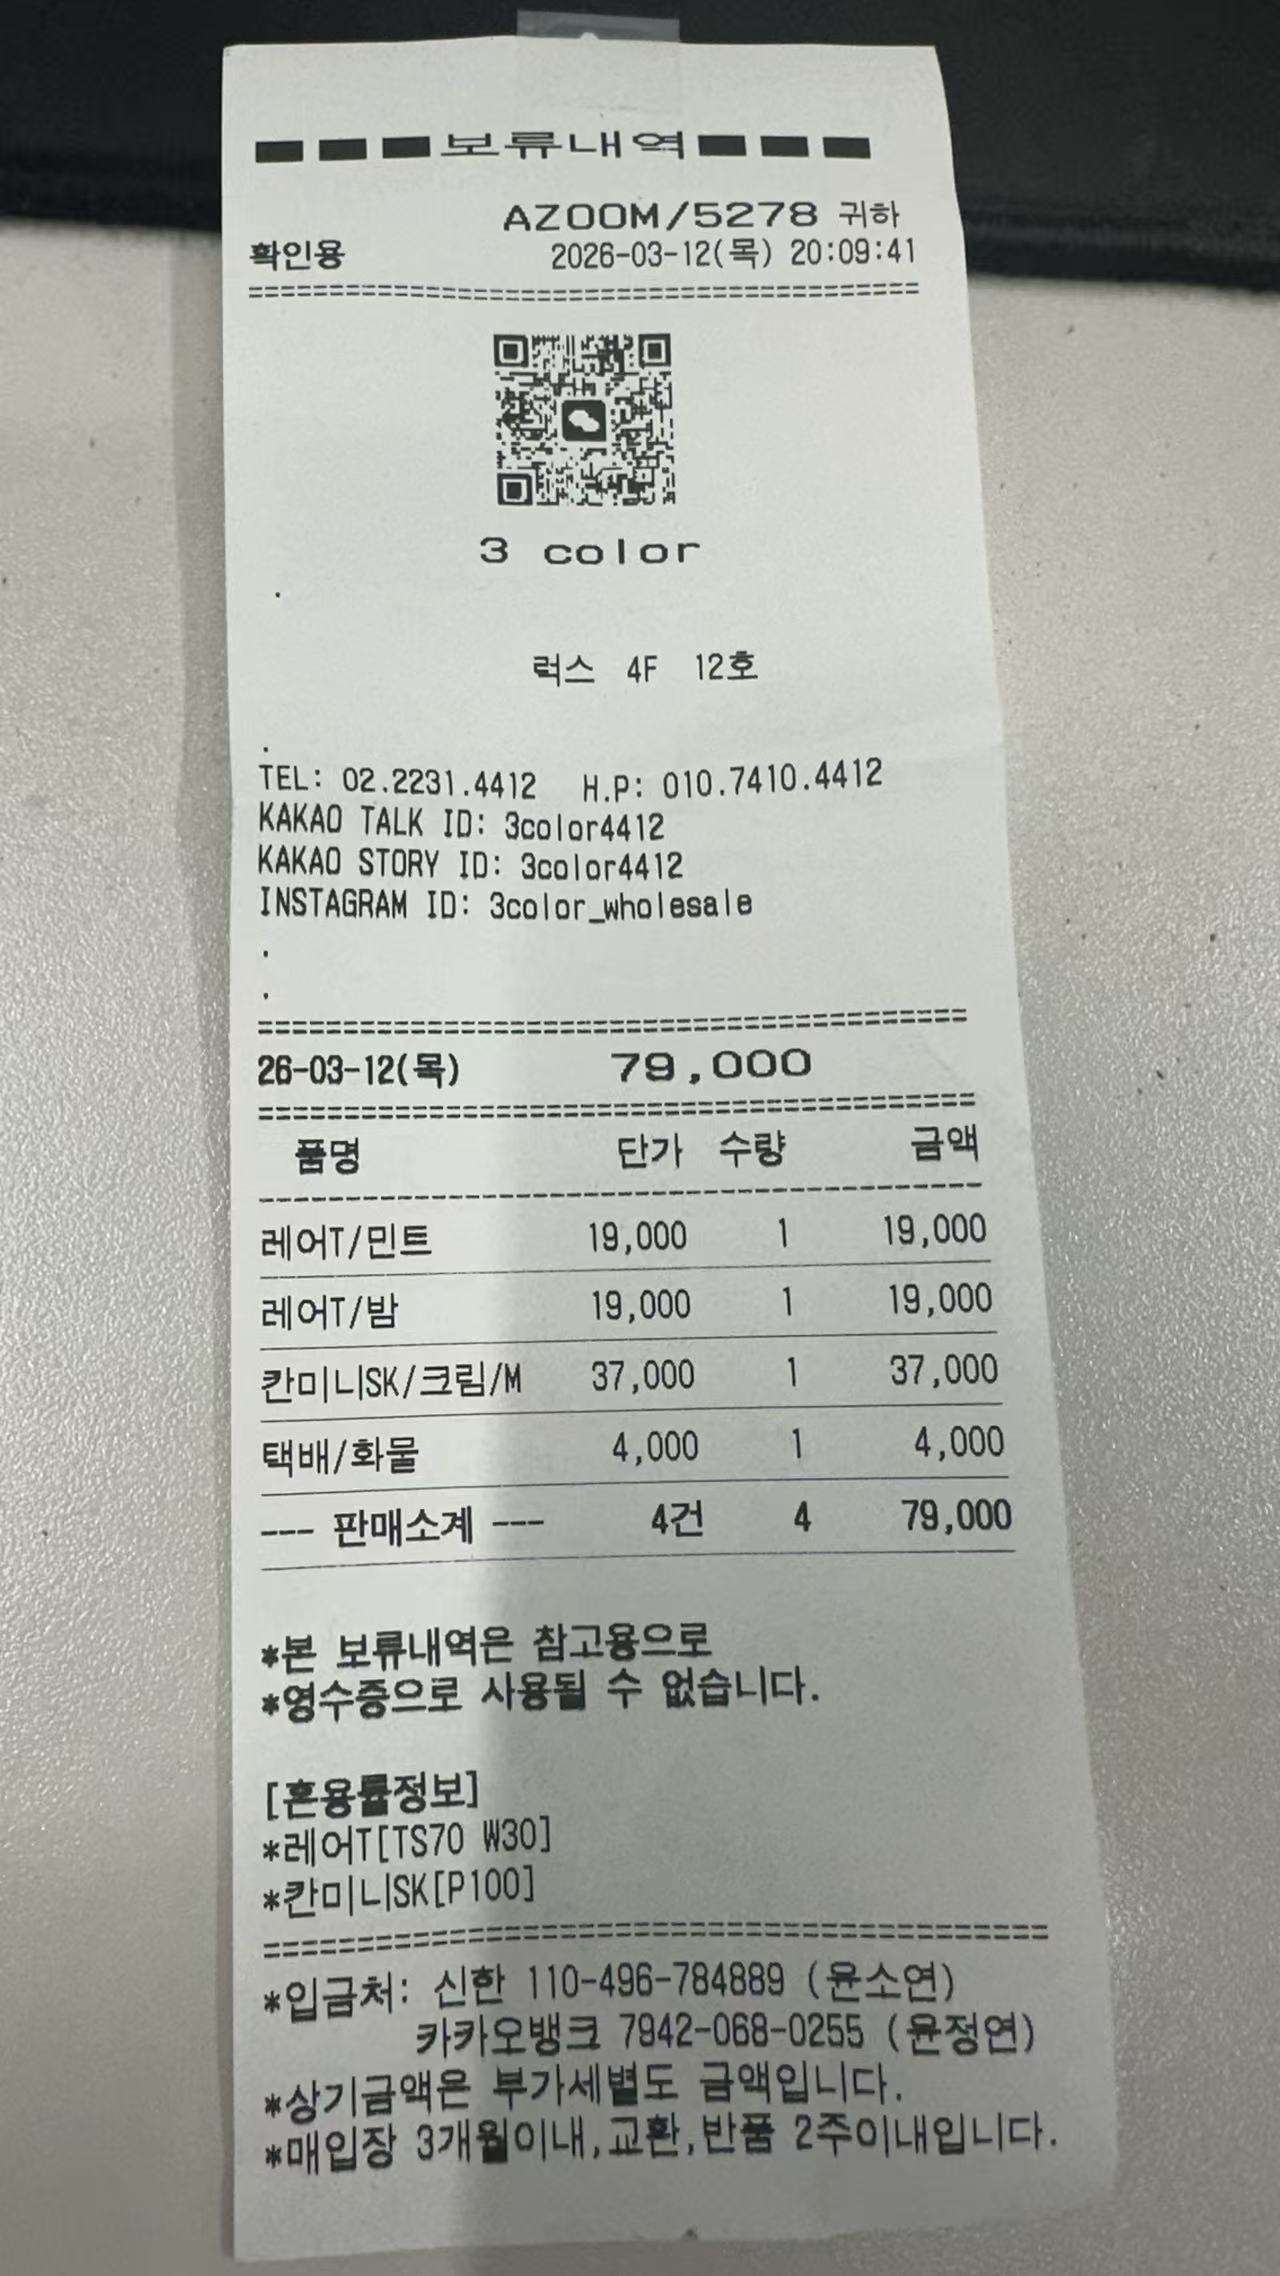 ■ ■ ■보류내역■ ■ ■
AZOOM/5278 귀하
확인용 2026-03-12(목) 20:09:41
==========================================
3 color
.
럭스 4F 12호
.
TEL: 02.2231.4412 H.P: 010.7410.4412
KAKAO TALK ID: 3color4412
KAKAO STORY ID: 3color4412
INSTAGRAM ID: 3color_wholesale
.
.
==========================================
26-03-12(목) 79,000
==========================================
품명 단가 수량 금액
------------------------------------------
레어T/민트 19,000 1 19,000
레어T/밤 19,000 1 19,000
칸미니SK/크림/M 37,000 1 37,000
택배/화물 4,000 1 4,000
--- 판매소계 --- 4건 4 79,000
*본 보류내역은 참고용으로
*영수증으로 사용될 수 없습니다.
[혼용률정보]
*레어T[TS70 W30]
*칸미니SK[P100]
==========================================
*입금처: 신한 110-496-784889 (윤소연)
카카오뱅크 7942-068-0255 (윤정연)
*상기금액은 부가세별도 금액입니다.
*매입장 3개월이내,교환,반품 2주이내입니다.